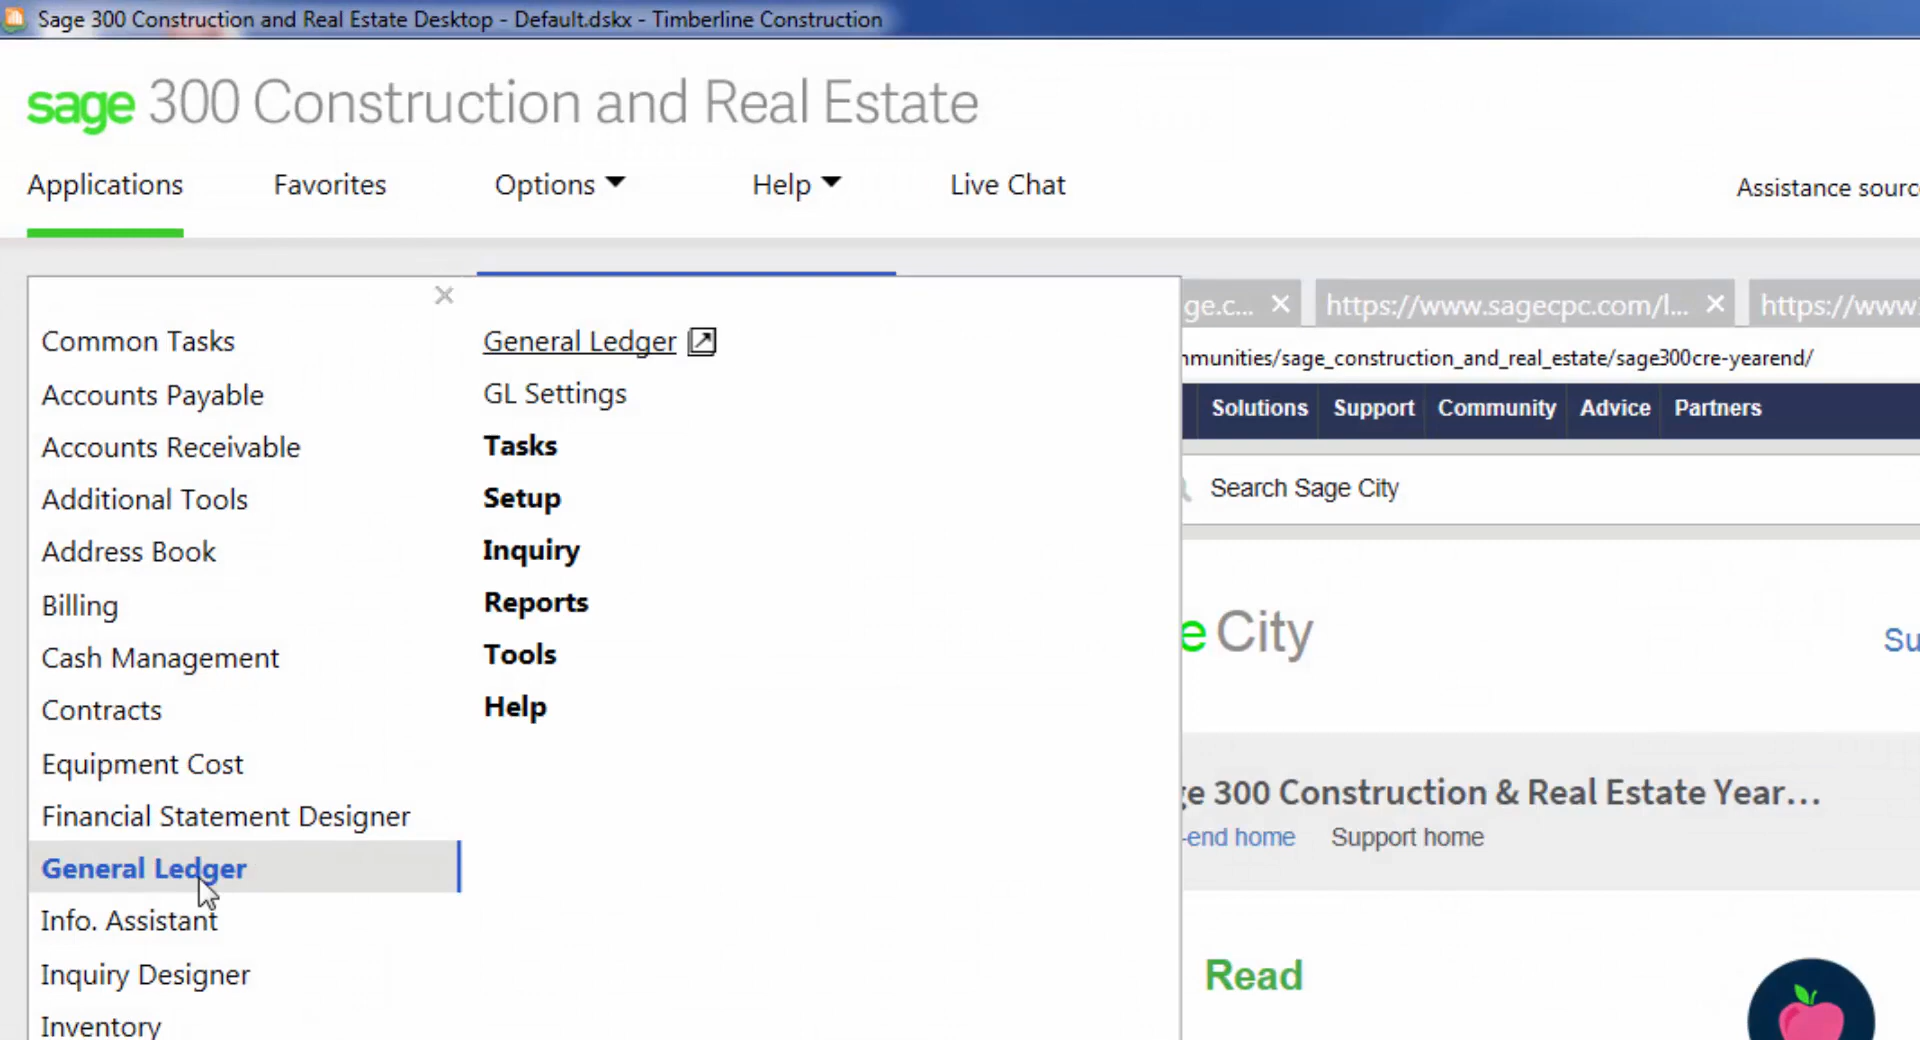 Sage 300 Construction and Real Estate Desktop - Default.dskx - Timberline Construction
sage 300 Construction and Real Estate
Applications
Favorites
Options
Help
Live Chat
Assistance sourc
Common Tasks
Accounts Payable
Accounts Receivable
Additional Tools
Address Book
Billing
Cash Management
Contracts
Equipment Cost
Financial Statement Designer
General Ledger
Info. Assistant
Inquiry Designer
Inventory
General Ledger
GL Settings
Tasks
Setup
Inquiry
Reports
Tools
Help
ge.c...
https://www.sagecpc.com/l...
https://www
mmunities/sage_construction_and_real_estate/sage300cre-yearend/
Solutions Support Community Advice Partners
Search Sage City
e City
Su
ge 300 Construction & Real Estate Year...
-end home Support home
Read